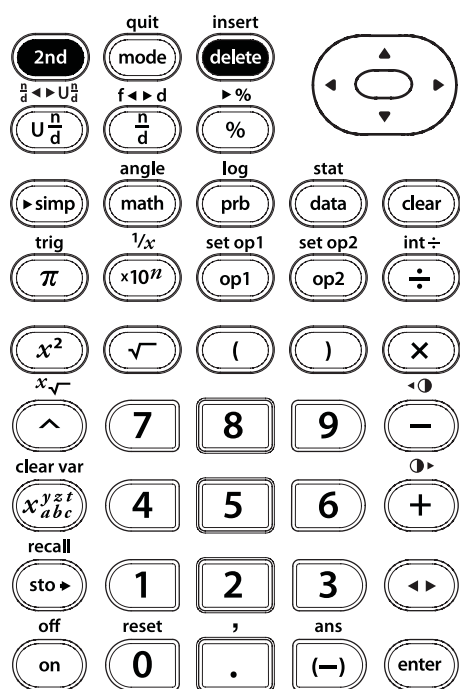 quit insert
2nd mode delete
n/d ◄► U n/d f ◄► d ► %
U n/d n/d %
angle log stat
►simp math prb data clear
trig 1/x set op1 set op2 int÷
π ×10ⁿ op1 op2 ÷
x² √ ( ) ×
ˣ√
^ 7 8 9 −
clear var
x y z t a b c 4 5 6 +
recall
sto ➧ 1 2 3 ◄►
off reset , ans
on 0 . (−) enter